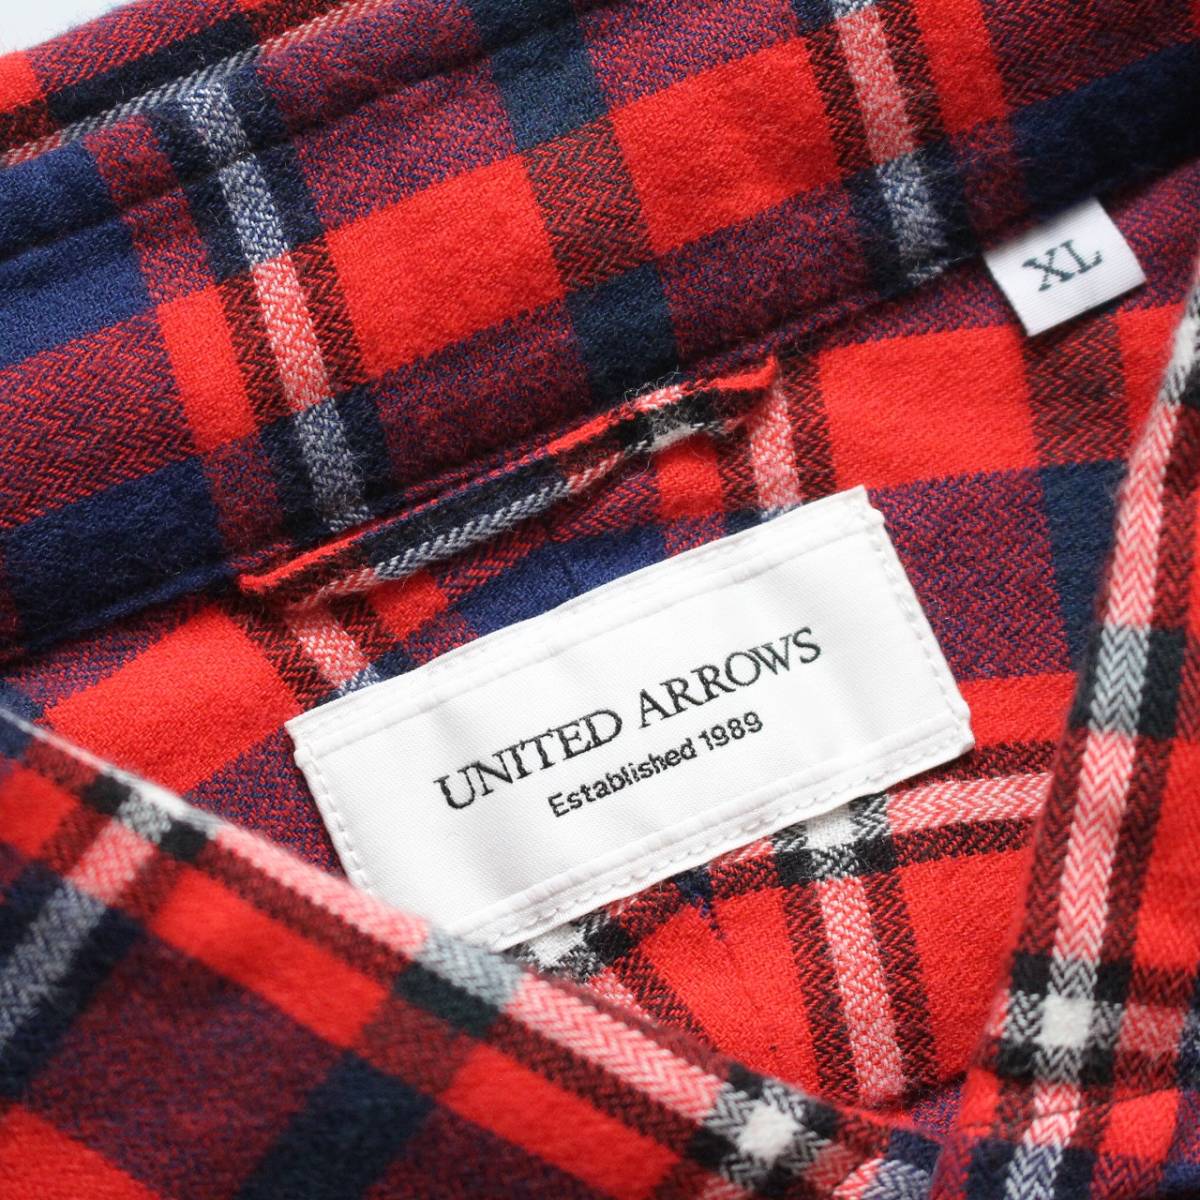 XL
UNITED ARROWS
Established 1989